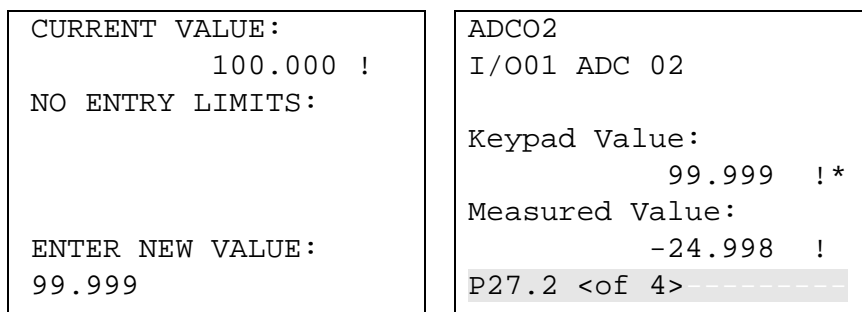 CURRENT VALUE:
100.000 !
NO ENTRY LIMITS:
ENTER NEW VALUE:
99.999
ADCO2
I/O01 ADC 02
Keypad Value:
99.999 !*
Measured Value:
-24.998 !
P27.2 <of 4>---------